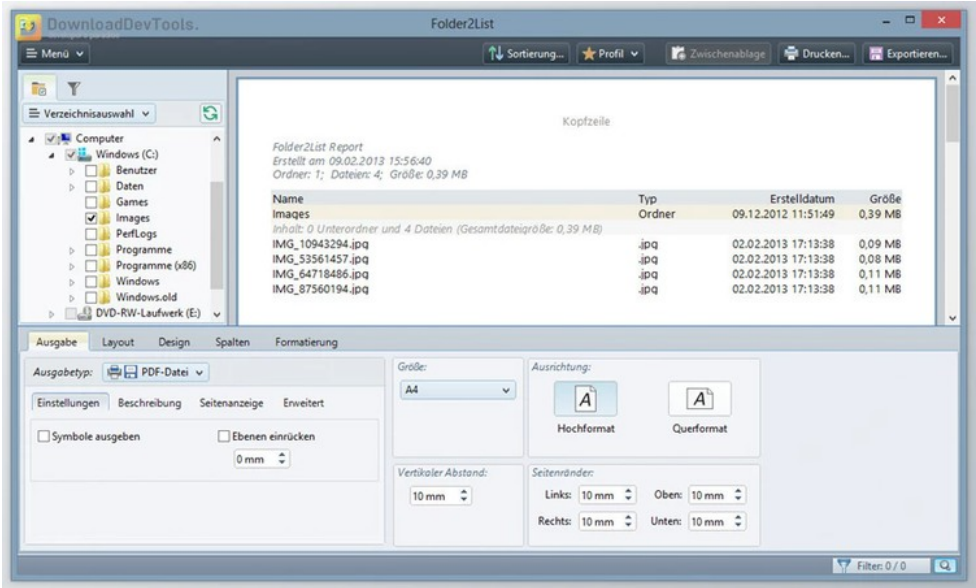 DownloadDevTools.
Folder2List
Menü
Sortierung...
Profil
Zwischenablage
Drucken...
Exportieren...
Verzeichnisauswahl
Computer
Windows (C:)
Benutzer
Daten
Games
Images
PerfLogs
Programme
Programme (x86)
Windows
Windows.old
DVD-RW-Laufwerk (E:)
Kopfzeile
Folder2List Report
Erstellt am 09.02.2013 15:56:40
Ordner: 1; Dateien: 4; Größe: 0,39 MB
Name Typ Erstelldatum Größe
Images Ordner 09.12.2012 11:51:49 0,39 MB
Inhalt: 0 Unterordner und 4 Dateien (Gesamtdateigröße: 0,39 MB)
IMG_10943294.jpg .jpg 02.02.2013 17:13:38 0,09 MB
IMG_53561457.jpg .jpg 02.02.2013 17:13:38 0,08 MB
IMG_64718486.jpg .jpg 02.02.2013 17:13:38 0,11 MB
IMG_87560194.jpg .jpg 02.02.2013 17:13:38 0,11 MB
Ausgabe Layout Design Spalten Formatierung
Ausgabetyp: PDF-Datei
Einstellungen Beschreibung Seitenanzeige Erweitert
Symbole ausgeben
Ebenen einrücken
0 mm
Größe:
A4
Ausrichtung:
A A
Hochformat Querformat
Vertikaler Abstand:
10 mm
Seitenränder:
Links: 10 mm Oben: 10 mm
Rechts: 10 mm Unten: 10 mm
Filter: 0 / 0